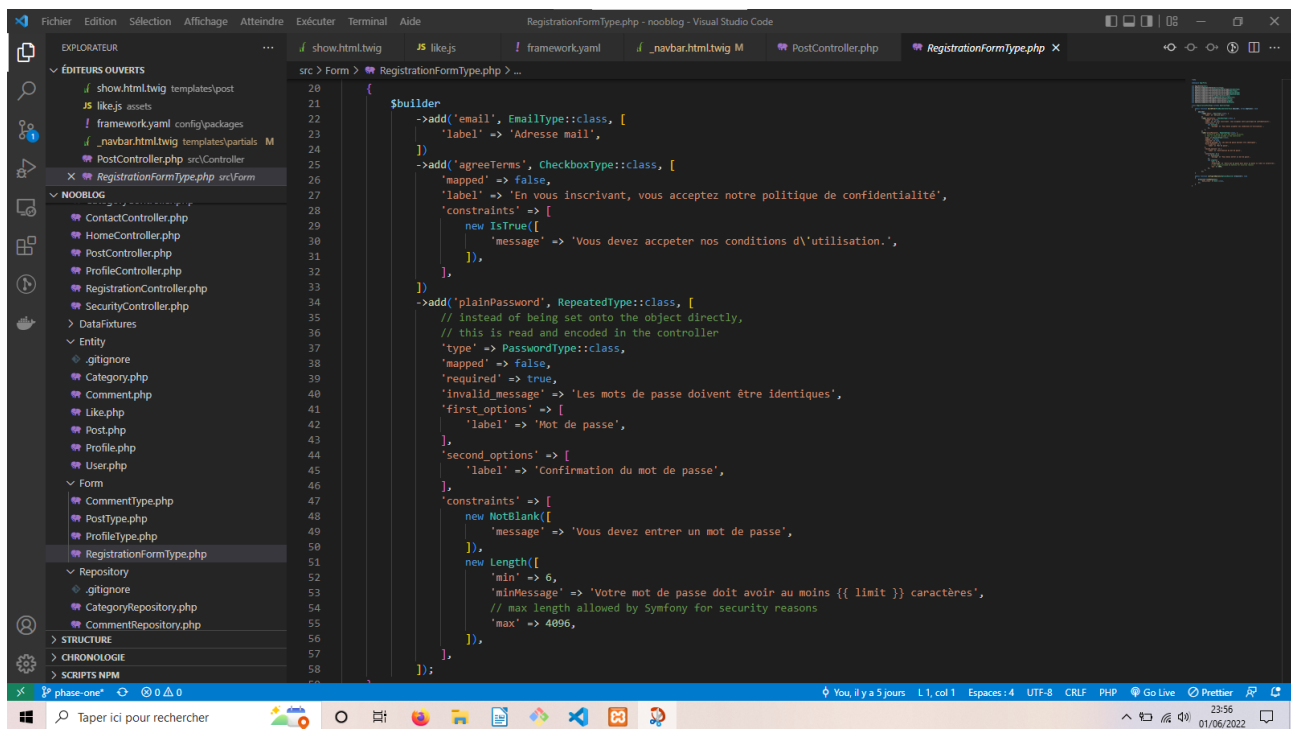 Fichier Edition Sélection Affichage Atteindre Exécuter Terminal Aide RegistrationFormType.php - nooblog - Visual Studio Code
EXPLORATEUR ...
show.html.twig JS like.js ! framework.yaml _navbar.html.twig M PostController.php RegistrationFormType.php ×
ÉDITEURS OUVERTS
show.html.twig templates\post
JS like.js assets
! framework.yaml config\packages
_navbar.html.twig templates\partials M
PostController.php src\Controller
× RegistrationFormType.php src\Form
NOOBLOG
ContactController.php
HomeController.php
PostController.php
ProfileController.php
RegistrationController.php
SecurityController.php
> DataFixtures
Entity
.gitignore
Category.php
Comment.php
Like.php
Post.php
Profile.php
User.php
Form
CommentType.php
PostType.php
ProfileType.php
RegistrationFormType.php
Repository
.gitignore
CategoryRepository.php
CommentRepository.php
> STRUCTURE
> CHRONOLOGIE
> SCRIPTS NPM
src > Form > RegistrationFormType.php > ...
20 {
21 $builder
22 ->add('email', EmailType::class, [
23 'label' => 'Adresse mail',
24 ])
25 ->add('agreeTerms', CheckboxType::class, [
26 'mapped' => false,
27 'label' => 'En vous inscrivant, vous acceptez notre politique de confidentialité',
28 'constraints' => [
29 new IsTrue([
30 'message' => 'Vous devez accpeter nos conditions d\'utilisation.',
31 ]),
32 ],
33 ])
34 ->add('plainPassword', RepeatedType::class, [
35 // instead of being set onto the object directly,
36 // this is read and encoded in the controller
37 'type' => PasswordType::class,
38 'mapped' => false,
39 'required' => true,
40 'invalid_message' => 'Les mots de passe doivent être identiques',
41 'first_options' => [
42 'label' => 'Mot de passe',
43 ],
44 'second_options' => [
45 'label' => 'Confirmation du mot de passe',
46 ],
47 'constraints' => [
48 new NotBlank([
49 'message' => 'Vous devez entrer un mot de passe',
50 ]),
51 new Length([
52 'min' => 6,
53 'minMessage' => 'Votre mot de passe doit avoir au moins {{ limit }} caractères',
54 // max length allowed by Symfony for security reasons
55 'max' => 4096,
56 ]),
57 ],
58 ]);
phase-one* 0 0 You, il y a 5 jours L 1, col 1 Espaces : 4 UTF-8 CRLF PHP Go Live Prettier
Taper ici pour rechercher
23:56
01/06/2022